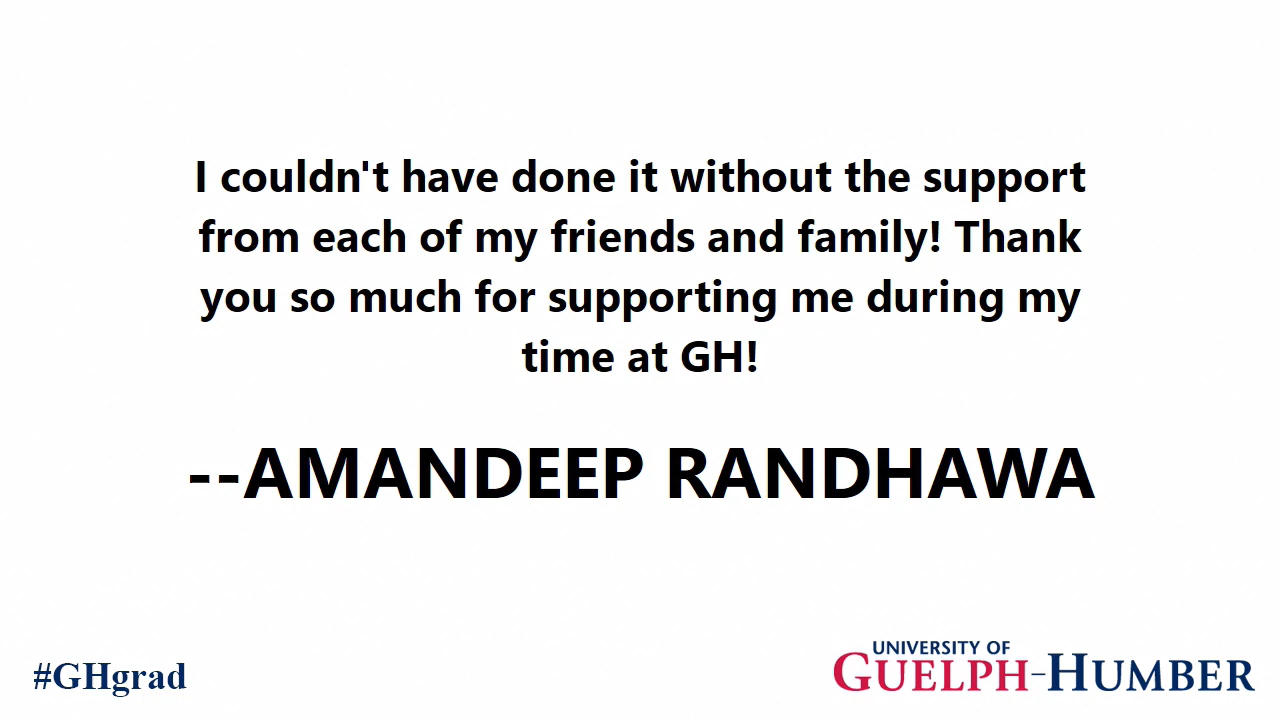 I couldn't have done it without the support
from each of my friends and family! Thank
you so much for supporting me during my
time at GH!
--AMANDEEP RANDHAWA
#GHgrad
UNIVERSITY OF
GUELPH-HUMBER